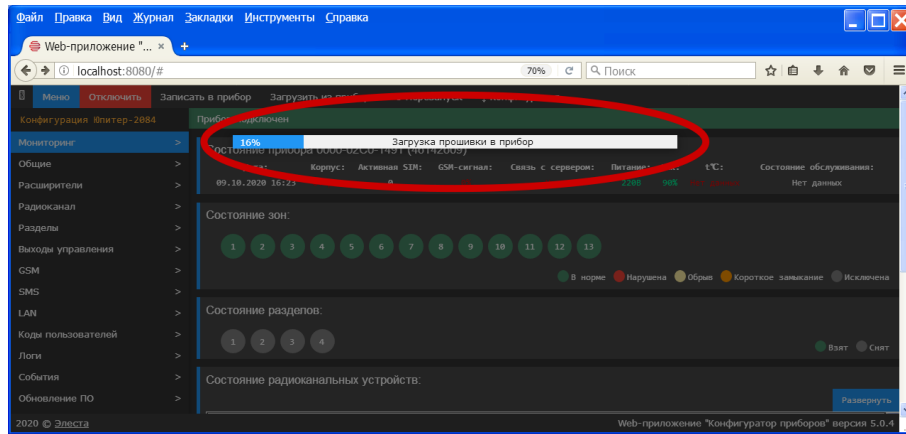 Файл Правка Вид Журнал Закладки Инструменты Справка
Web-приложение "... × +
localhost:8080/# 70% Поиск
Меню Отключить Записать в прибор Загрузить из
Конфигурация Юпитер-2084 Прибор подключен
16% Загрузка прошивки в прибор
Мониторинг >
Состояние прибора
Общие >
Корпус: Активная SIM: GSM-сигнал: Связь с сервером: Питание: t℃: Состояние обслуживания:
Расширители > 09.10.2020 16:23 90% Нет данных
Радиоканал >
Разделы > Состояние зон:
Выходы управления > 1 2 3 4 5 6 7 8 9 10 11 12 13
GSM > В норме Нарушена Обрыв Короткое замыкание Исключена
SMS >
LAN > Состояние разделов:
Коды пользователей > 1 2 3 4
Логи > Взят Снят
События > Состояние радиоканальных устройств:
Обновление ПО > Развернуть
2020 © Элеста Web-приложение "Конфигуратор приборов" версия 5.0.4